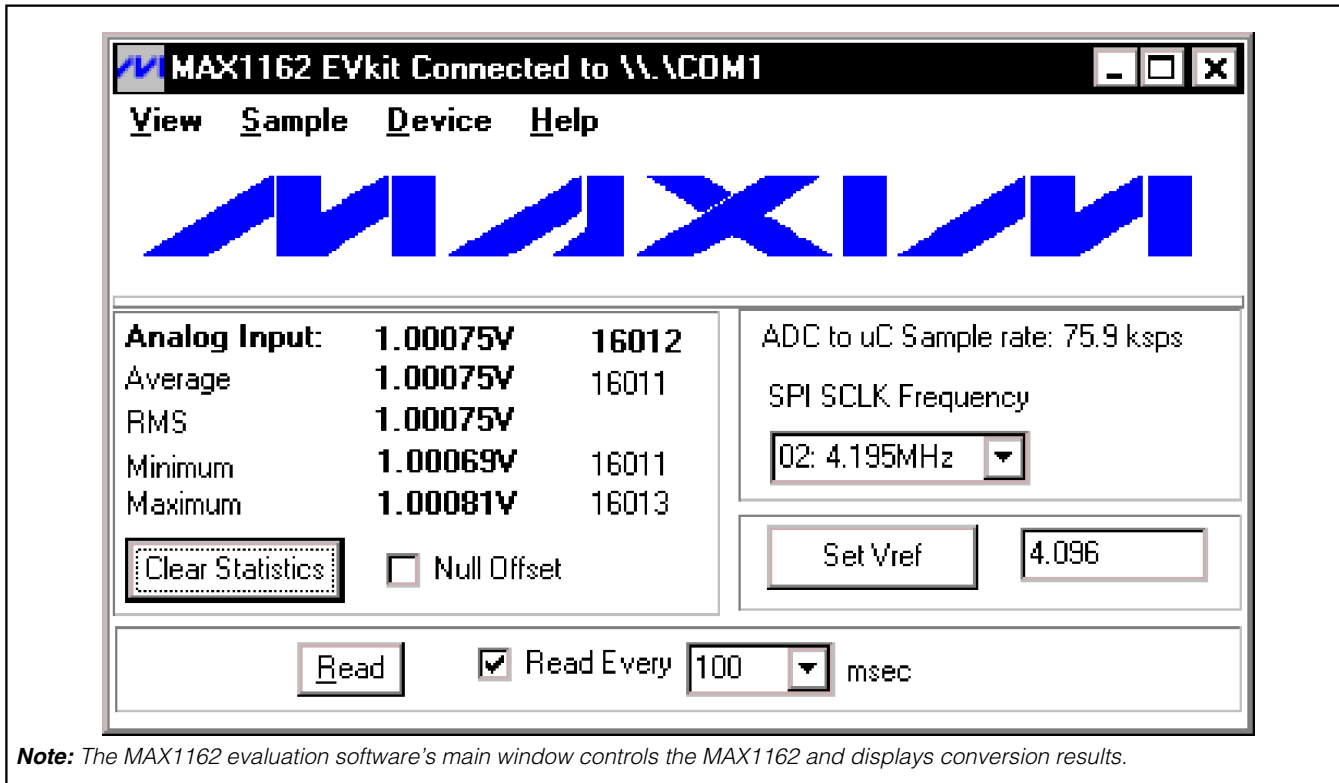 MAX1162 EVkit Connected to \\.\COM1
View Sample Device Help
MAXIM
Analog Input: 1.00075V 16012
Average 1.00075V 16011
RMS 1.00075V
Minimum 1.00069V 16011
Maximum 1.00081V 16013
Clear Statistics Null Offset
ADC to uC Sample rate: 75.9 ksps
SPI SCLK Frequency
02: 4.195MHz
Set Vref 4.096
Read Read Every 100 msec
Note: The MAX1162 evaluation software's main window controls the MAX1162 and displays conversion results.